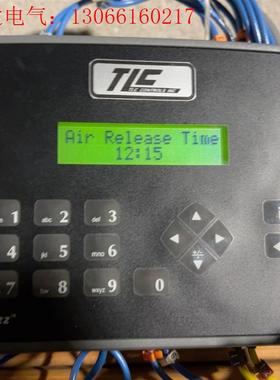 电气：13066160217
TLC
TLC CONTROLS INC
Air Release Time
12:15
1 abc 2 def 3
4 jkl 5 mno 6
7 tuv 8 wxyz 9
0
+/-